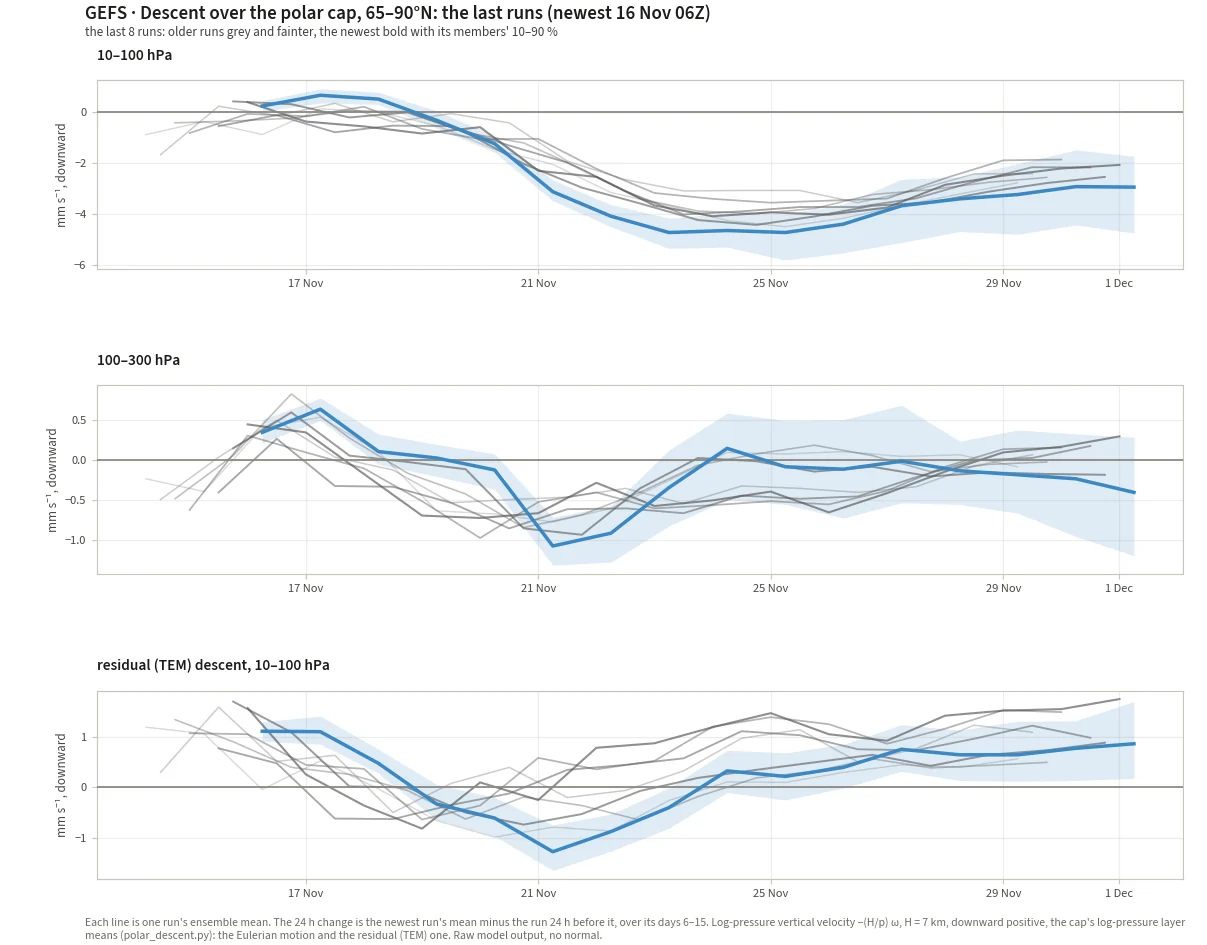 GEFS · Descent over the polar cap, 65–90°N: the last runs (newest 16 Nov 06Z)
the last 8 runs: older runs grey and fainter, the newest bold with its members' 10–90 %
10–100 hPa
mm s⁻¹, downward
0
−2
−4
−6
17 Nov
21 Nov
25 Nov
29 Nov
1 Dec
100–300 hPa
mm s⁻¹, downward
0.5
0.0
−0.5
−1.0
17 Nov
21 Nov
25 Nov
29 Nov
1 Dec
residual (TEM) descent, 10–100 hPa
mm s⁻¹, downward
1
0
−1
17 Nov
21 Nov
25 Nov
29 Nov
1 Dec
Each line is one run's ensemble mean. The 24 h change is the newest run's mean minus the run 24 h before it, over its days 6–15. Log-pressure vertical velocity −(H/p) ω, H = 7 km, downward positive, the cap's log-pressure layer
means (polar_descent.py): the Eulerian motion and the residual (TEM) one. Raw model output, no normal.